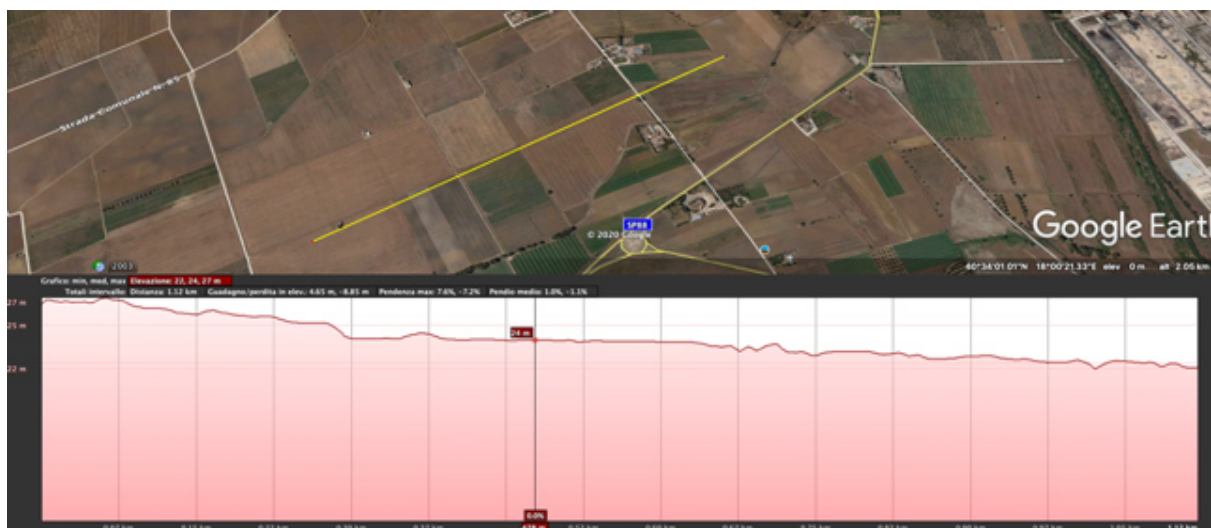 Strada Comunale N. 85
SP88
© 2020 Google
Google Earth
2003
40°34'01.01"N 18°00'21.33"E elev 0 m alt 2.05 km
Grafico: min, med, max Elevazione: 22, 24, 27 m
Totali intervallo: Distanza: 1.12 km Guadagno/perdita in elev.: 4.65 m, -8.85 m Pendenza max: 7.6%, -7.2% Pendio medio: 1.0%, -1.1%
27 m
25 m
24 m
22 m
0.0%